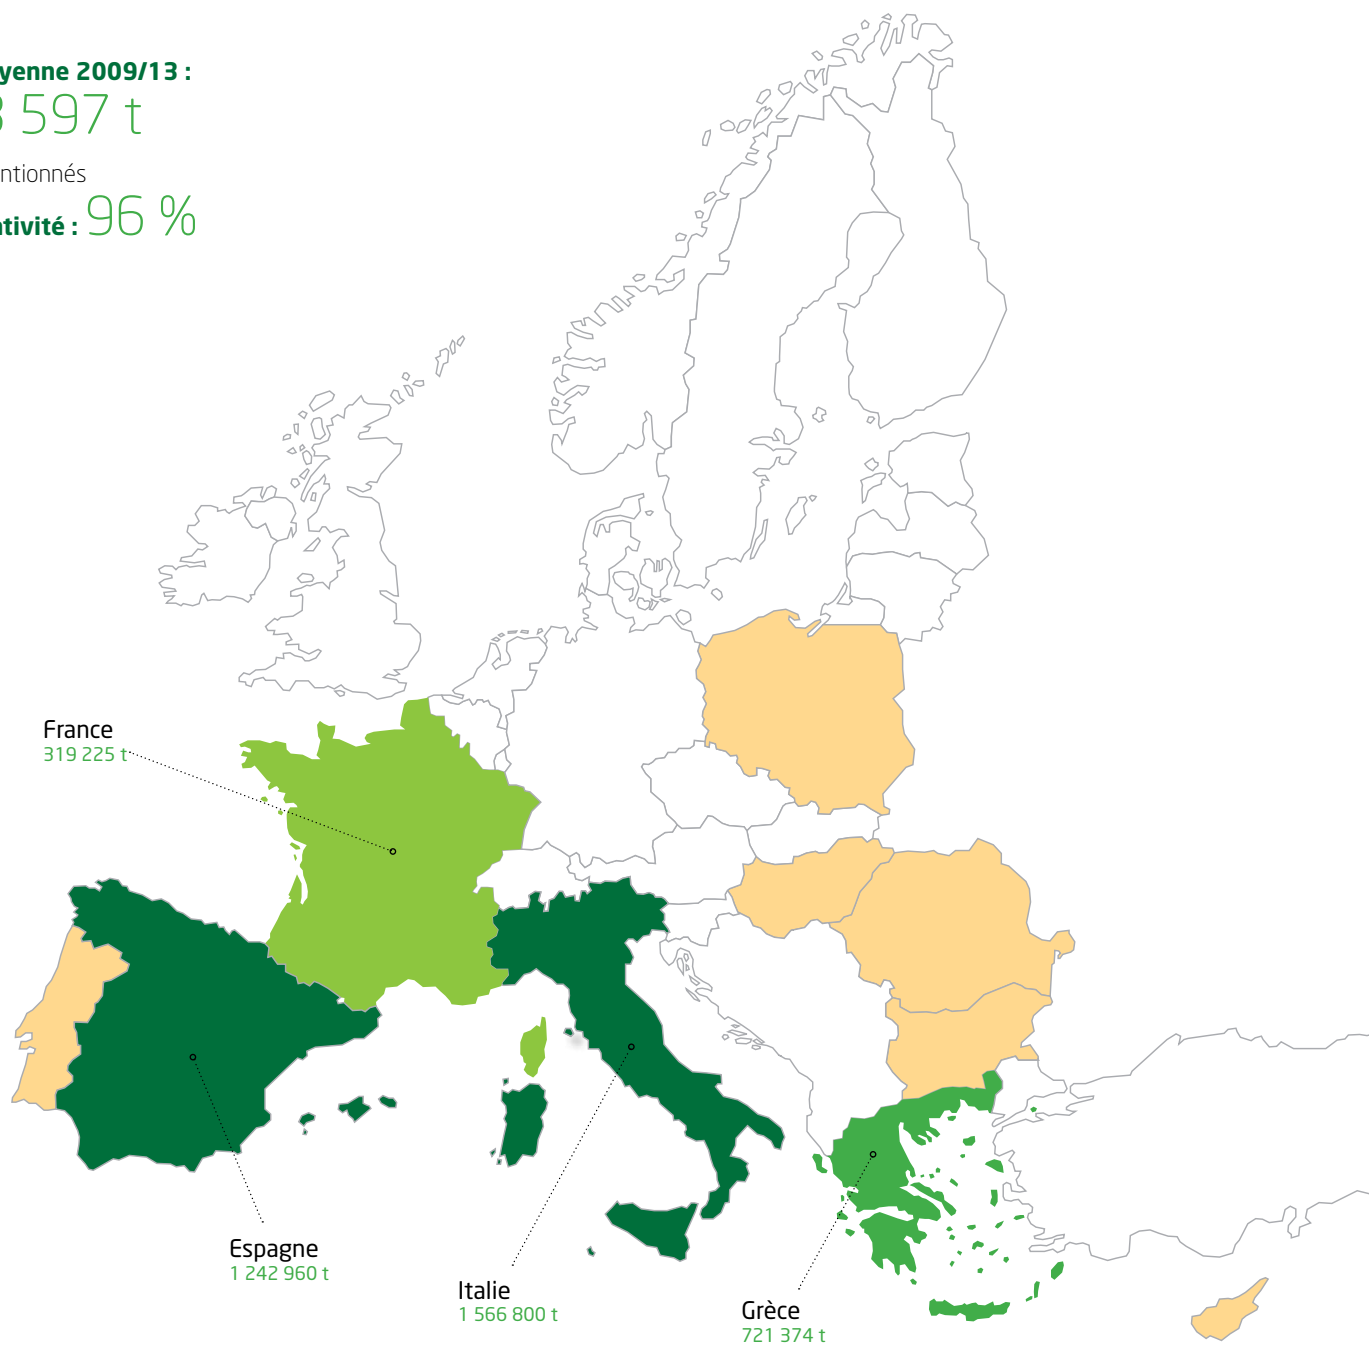 yenne 2009/13 :
597 t
ntionnés
ativité : 96 %
France
319 225 t
Espagne
1 242 960 t
Italie
1 566 800 t
Grèce
721 374 t